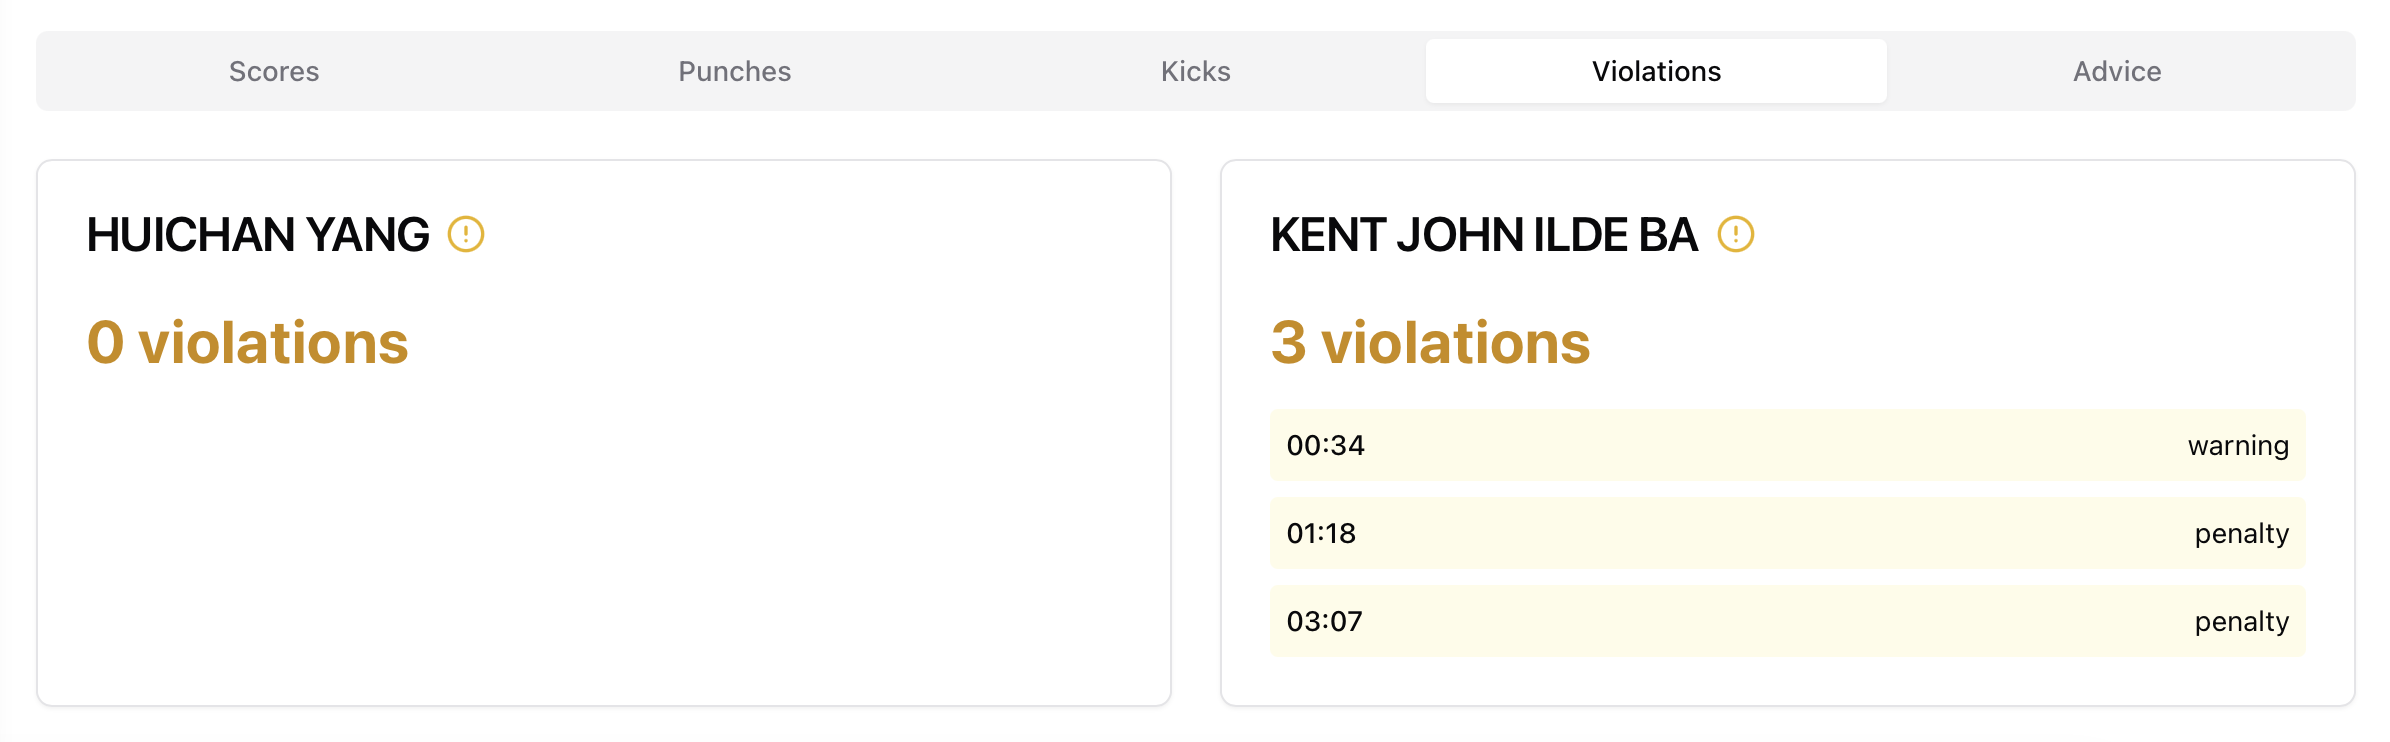 Scores
Punches
Kicks
Violations
Advice
HUICHAN YANG
0 violations
KENT JOHN ILDE BA
3 violations
00:34 warning
01:18 penalty
03:07 penalty